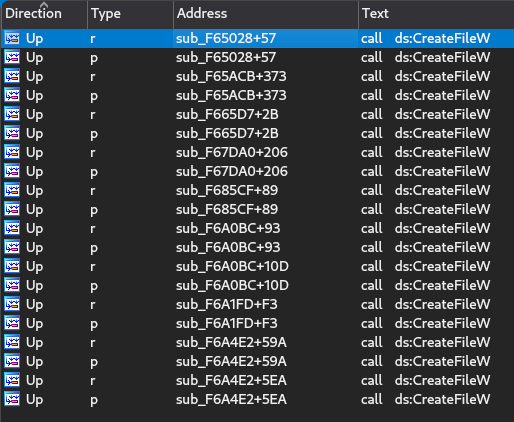 Direction Type Address Text
Up r sub_F65028+57 call ds:CreateFileW
Up p sub_F65028+57 call ds:CreateFileW
Up r sub_F65ACB+373 call ds:CreateFileW
Up p sub_F65ACB+373 call ds:CreateFileW
Up r sub_F665D7+2B call ds:CreateFileW
Up p sub_F665D7+2B call ds:CreateFileW
Up r sub_F67DA0+206 call ds:CreateFileW
Up p sub_F67DA0+206 call ds:CreateFileW
Up r sub_F685CF+89 call ds:CreateFileW
Up p sub_F685CF+89 call ds:CreateFileW
Up r sub_F6A0BC+93 call ds:CreateFileW
Up p sub_F6A0BC+93 call ds:CreateFileW
Up r sub_F6A0BC+10D call ds:CreateFileW
Up p sub_F6A0BC+10D call ds:CreateFileW
Up r sub_F6A1FD+F3 call ds:CreateFileW
Up p sub_F6A1FD+F3 call ds:CreateFileW
Up r sub_F6A4E2+59A call ds:CreateFileW
Up p sub_F6A4E2+59A call ds:CreateFileW
Up r sub_F6A4E2+5EA call ds:CreateFileW
Up p sub_F6A4E2+5EA call ds:CreateFileW